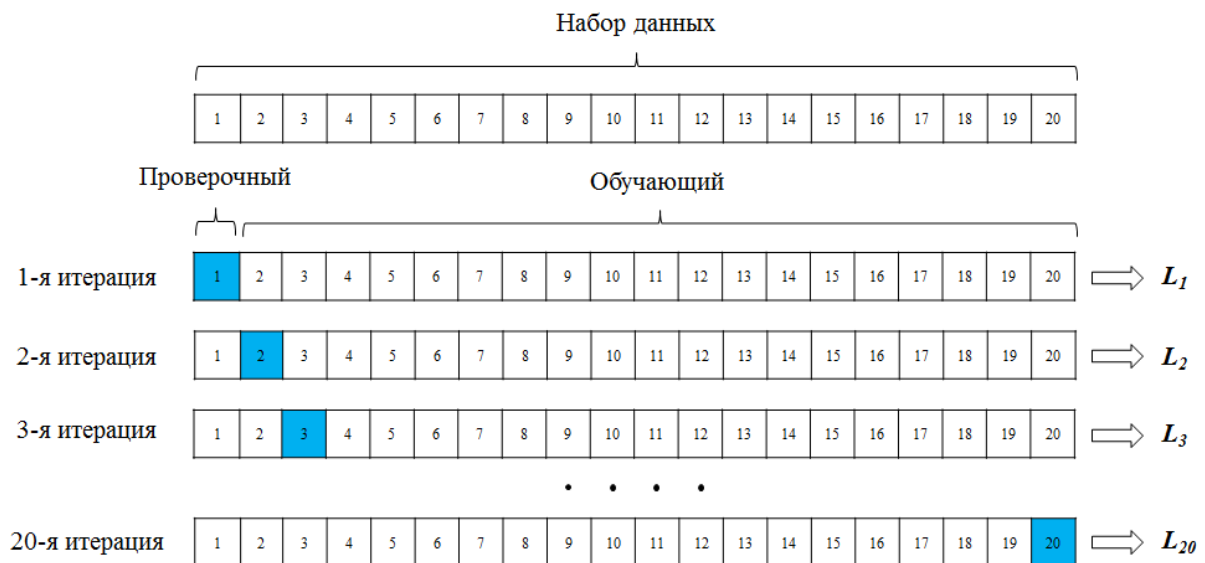 Набор данных
1 2 3 4 5 6 7 8 9 10 11 12 13 14 15 16 17 18 19 20
Проверочный Обучающий
1-я итерация 1 2 3 4 5 6 7 8 9 10 11 12 13 14 15 16 17 18 19 20 L1
2-я итерация 1 2 3 4 5 6 7 8 9 10 11 12 13 14 15 16 17 18 19 20 L2
3-я итерация 1 2 3 4 5 6 7 8 9 10 11 12 13 14 15 16 17 18 19 20 L3
. . . .
20-я итерация 1 2 3 4 5 6 7 8 9 10 11 12 13 14 15 16 17 18 19 20 L20